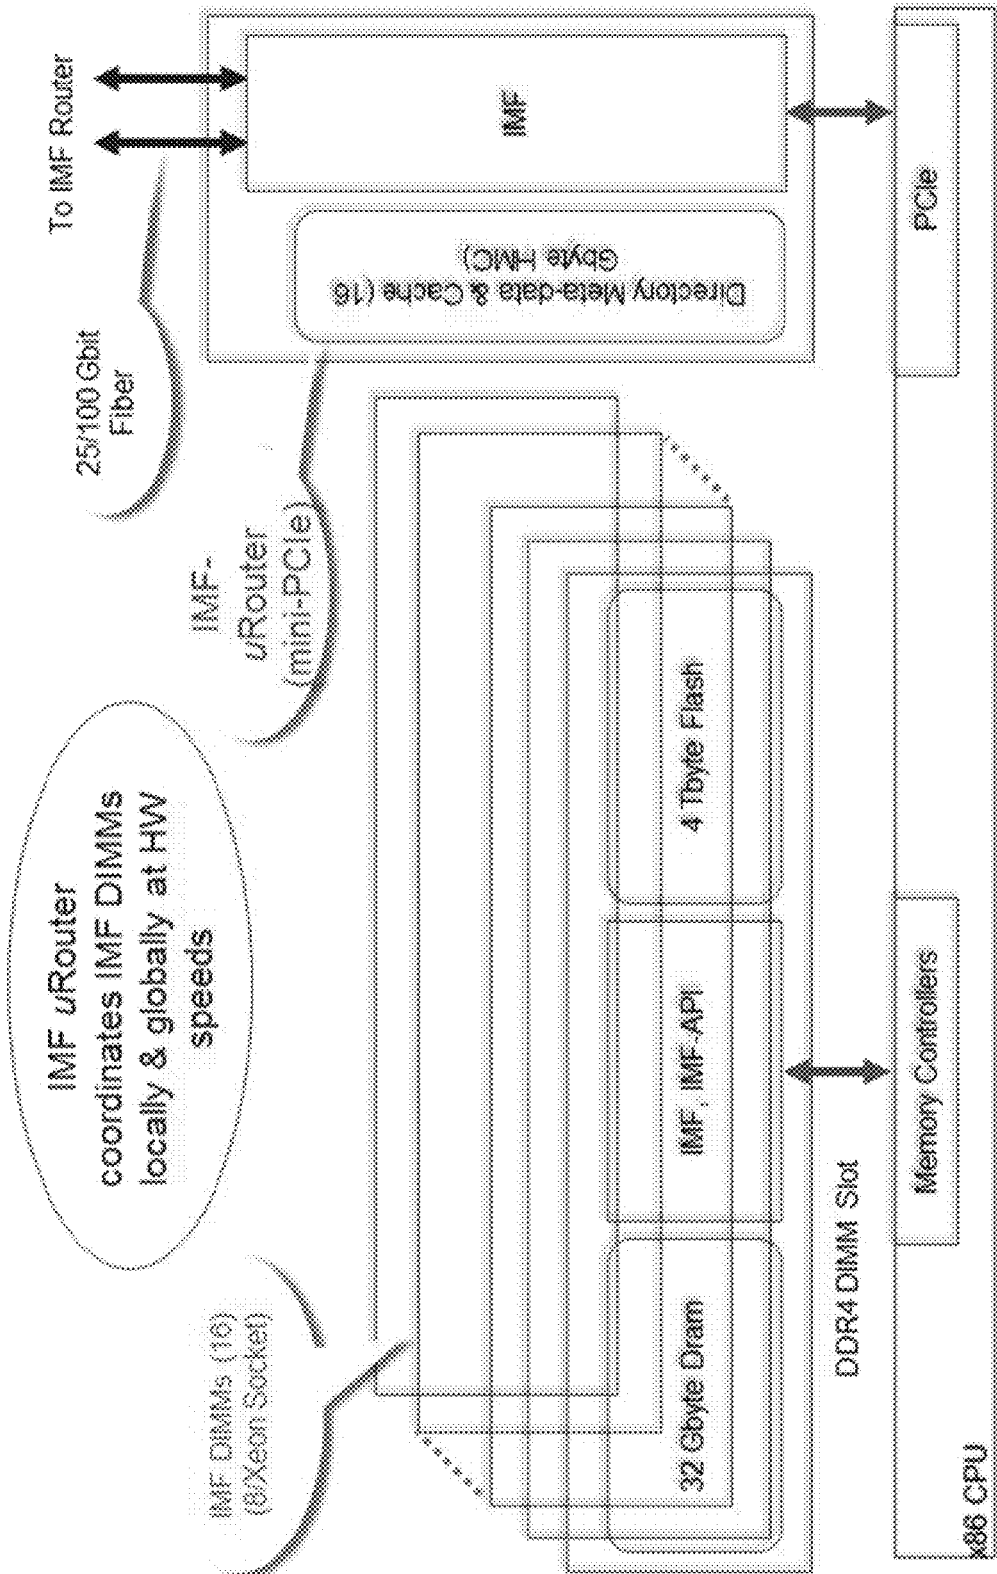 IMF uRouter
coordinates IMF DIMMs
locally & globally at HW
speeds
IMF DIMMs (16)
(8/Xeon Socket)
IMF-
uRouter
(mini-PCIe)
25/100 Gbit
Fiber
To IMF Router
32 Gbyte Dram
IMF, IMF-API
4 Tbyte Flash
Directory Meta-data & Cache (16
Gbyte HMC)
IMF
DDR4 DIMM Slot
Memory Controllers
PCIe
x86 CPU